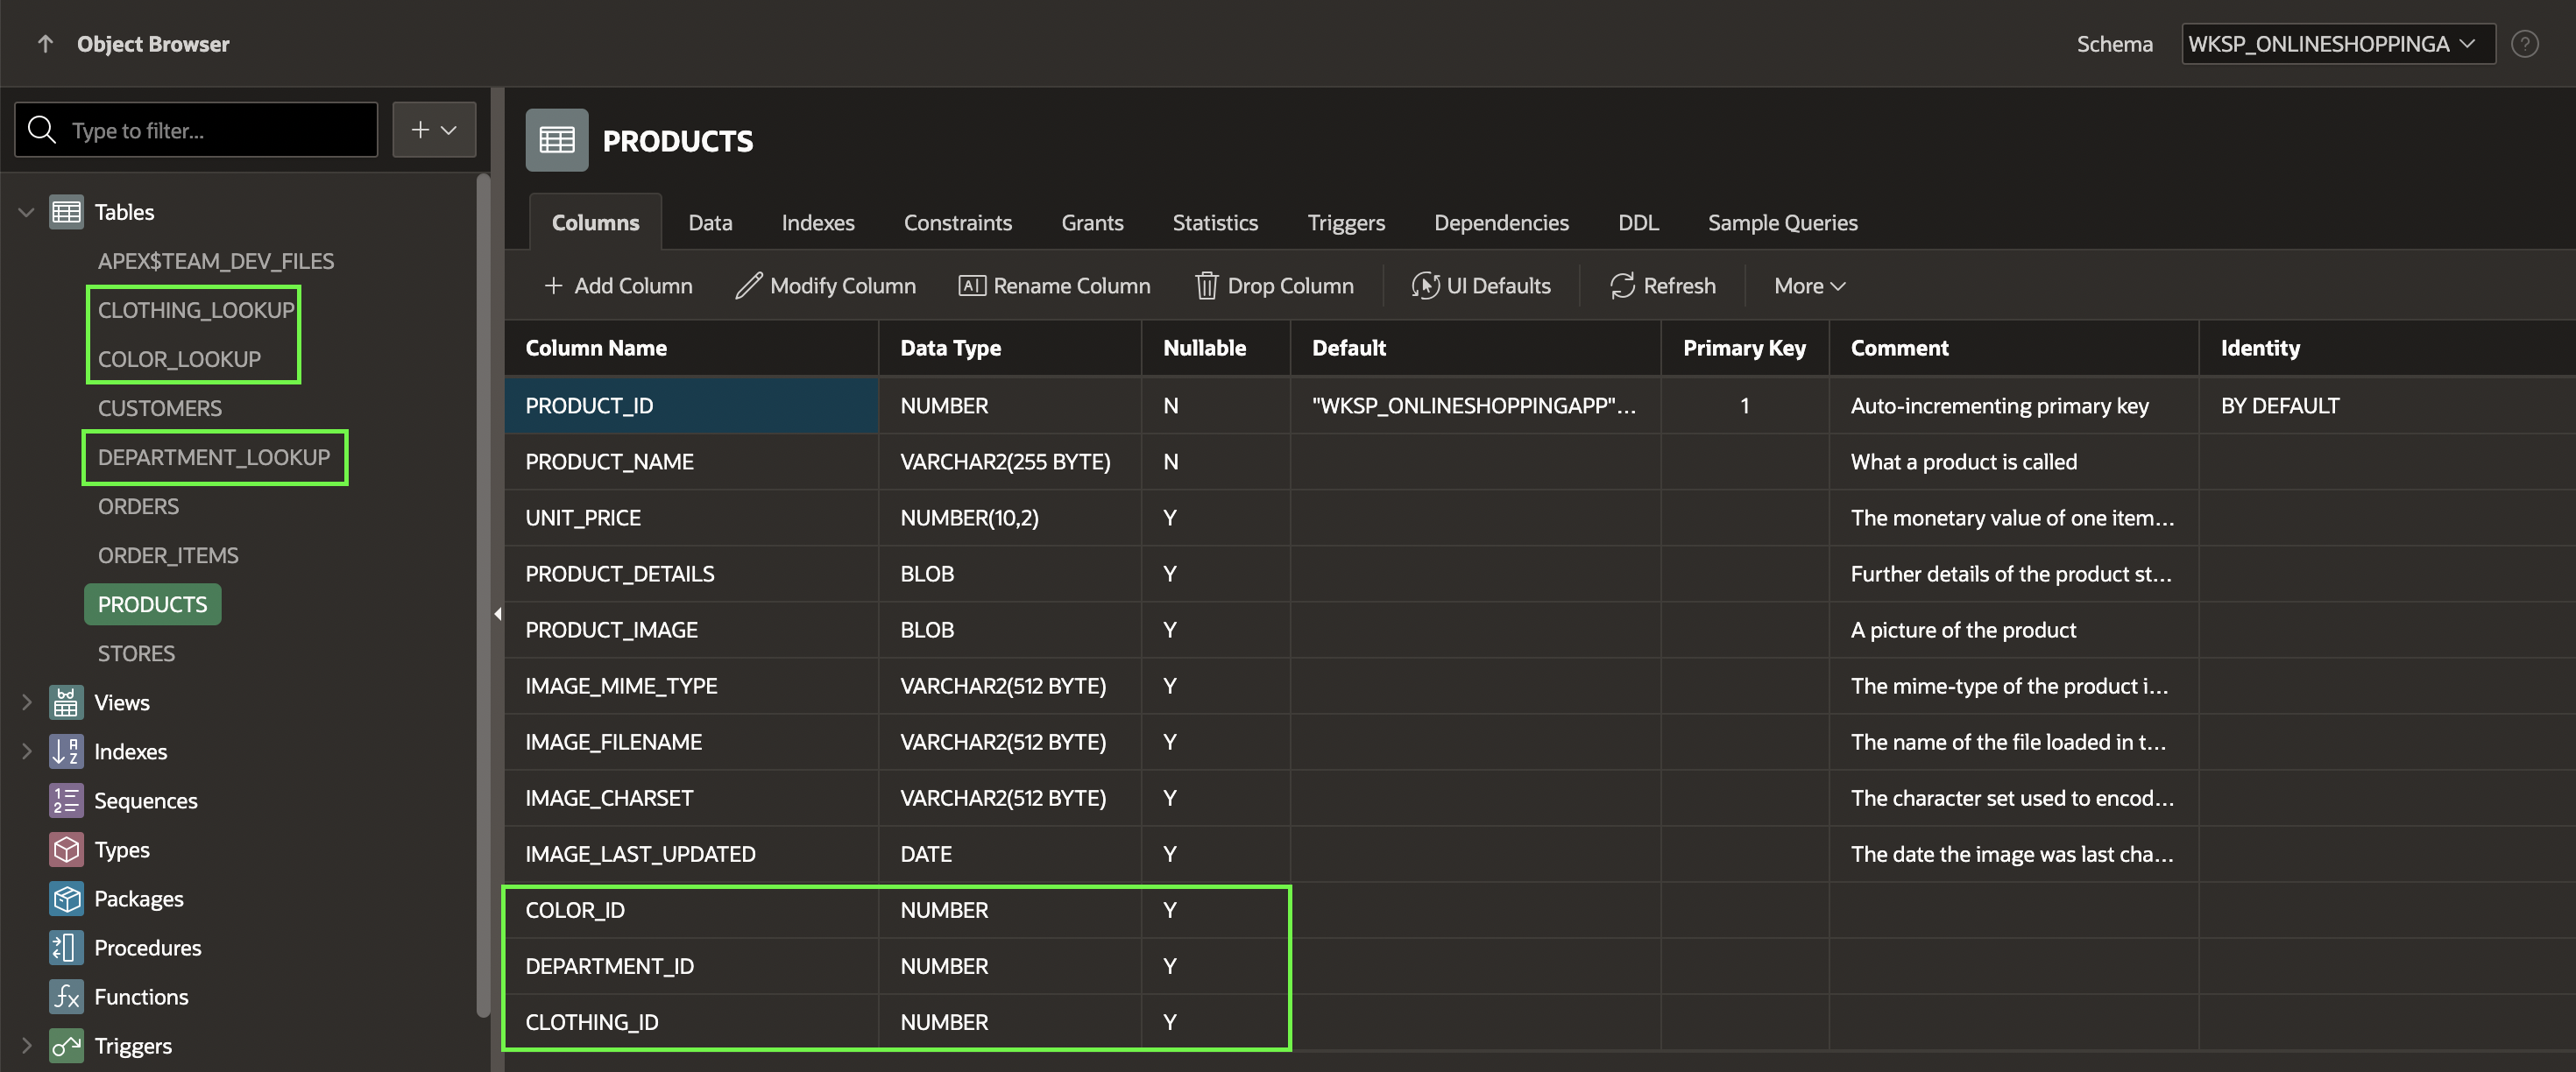 Object Browser
Schema WKSP_ONLINESHOPPINGA
Type to filter...
Tables
APEX$TEAM_DEV_FILES
CLOTHING_LOOKUP
COLOR_LOOKUP
CUSTOMERS
DEPARTMENT_LOOKUP
ORDERS
ORDER_ITEMS
PRODUCTS
STORES
Views
Indexes
Sequences
Types
Packages
Procedures
Functions
Triggers
PRODUCTS
Columns Data Indexes Constraints Grants Statistics Triggers Dependencies DDL Sample Queries
Add Column Modify Column Rename Column Drop Column UI Defaults Refresh More
Column Name Data Type Nullable Default Primary Key Comment Identity
PRODUCT_ID NUMBER N "WKSP_ONLINESHOPPINGAPP"... 1 Auto-incrementing primary key BY DEFAULT
PRODUCT_NAME VARCHAR2(255 BYTE) N What a product is called
UNIT_PRICE NUMBER(10,2) Y The monetary value of one item...
PRODUCT_DETAILS BLOB Y Further details of the product st...
PRODUCT_IMAGE BLOB Y A picture of the product
IMAGE_MIME_TYPE VARCHAR2(512 BYTE) Y The mime-type of the product i...
IMAGE_FILENAME VARCHAR2(512 BYTE) Y The name of the file loaded in t...
IMAGE_CHARSET VARCHAR2(512 BYTE) Y The character set used to encod...
IMAGE_LAST_UPDATED DATE Y The date the image was last cha...
COLOR_ID NUMBER Y
DEPARTMENT_ID NUMBER Y
CLOTHING_ID NUMBER Y